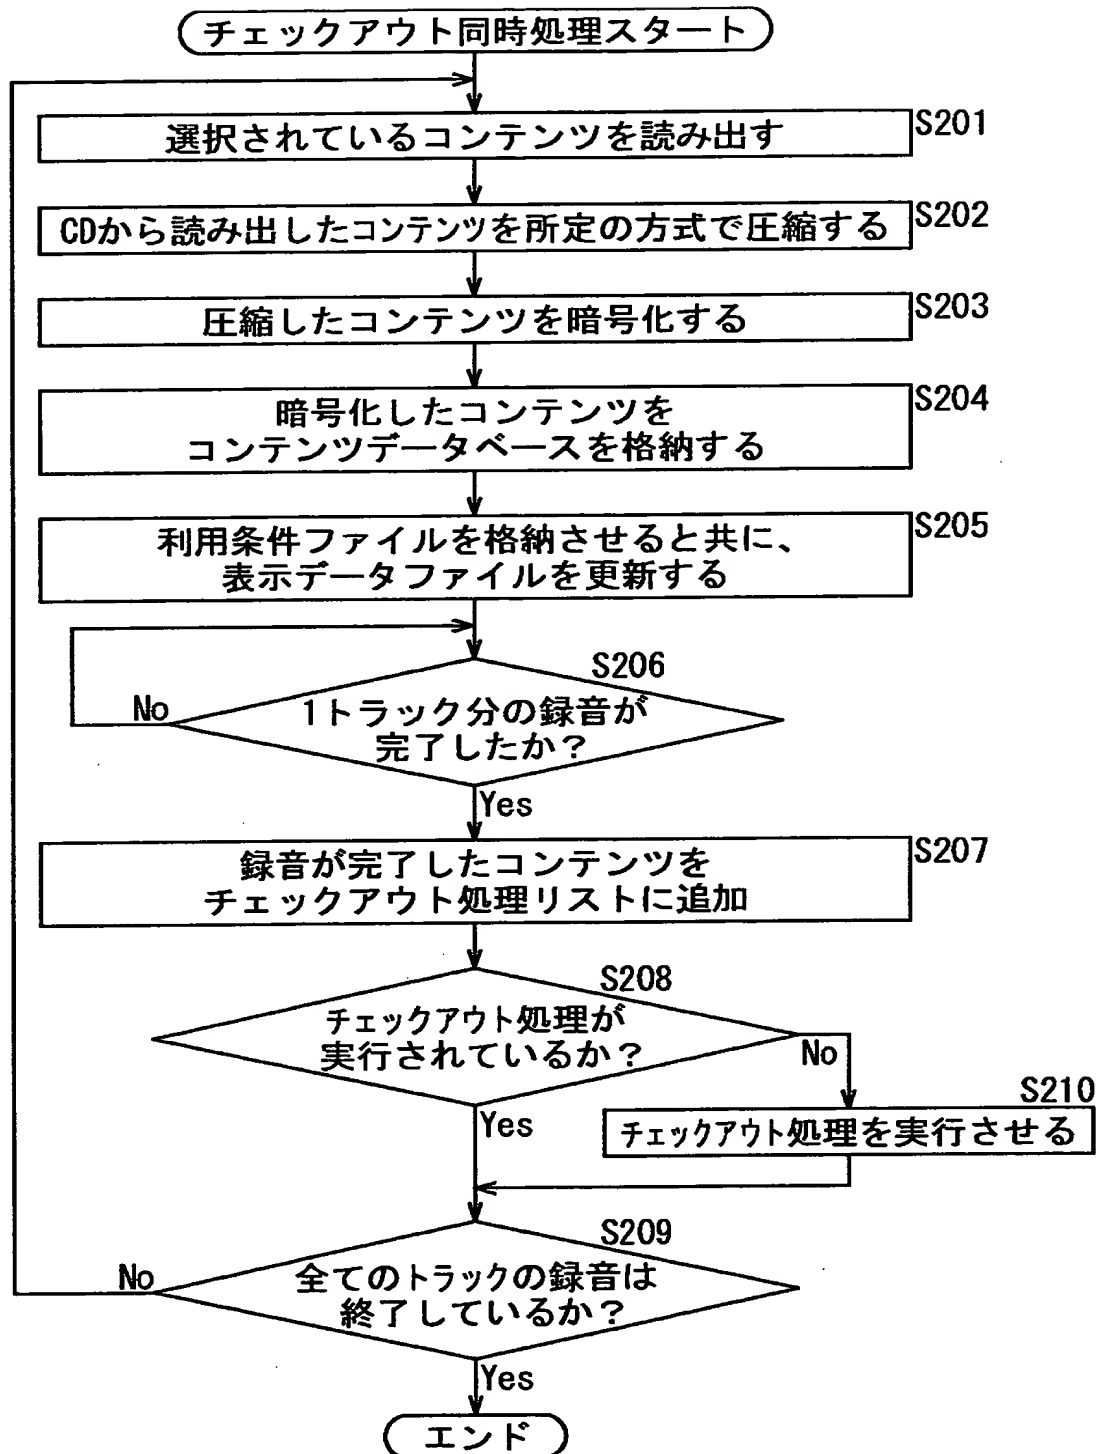 チェックアウト同時処理スタート
選択されているコンテンツを読み出す
S201
CDから読み出したコンテンツを所定の方式で圧縮する
S202
圧縮したコンテンツを暗号化する
S203
暗号化したコンテンツを
コンテンツデータベースを格納する
S204
利用条件ファイルを格納させると共に、
表示データファイルを更新する
S205
S206
1トラック分の録音が
完了したか?
No
Yes
録音が完了したコンテンツを
チェックアウト処理リストに追加
S207
S208
チェックアウト処理が
実行されているか?
No
Yes
S210
チェックアウト処理を実行させる
S209
全てのトラックの録音は
終了しているか?
No
Yes
エンド